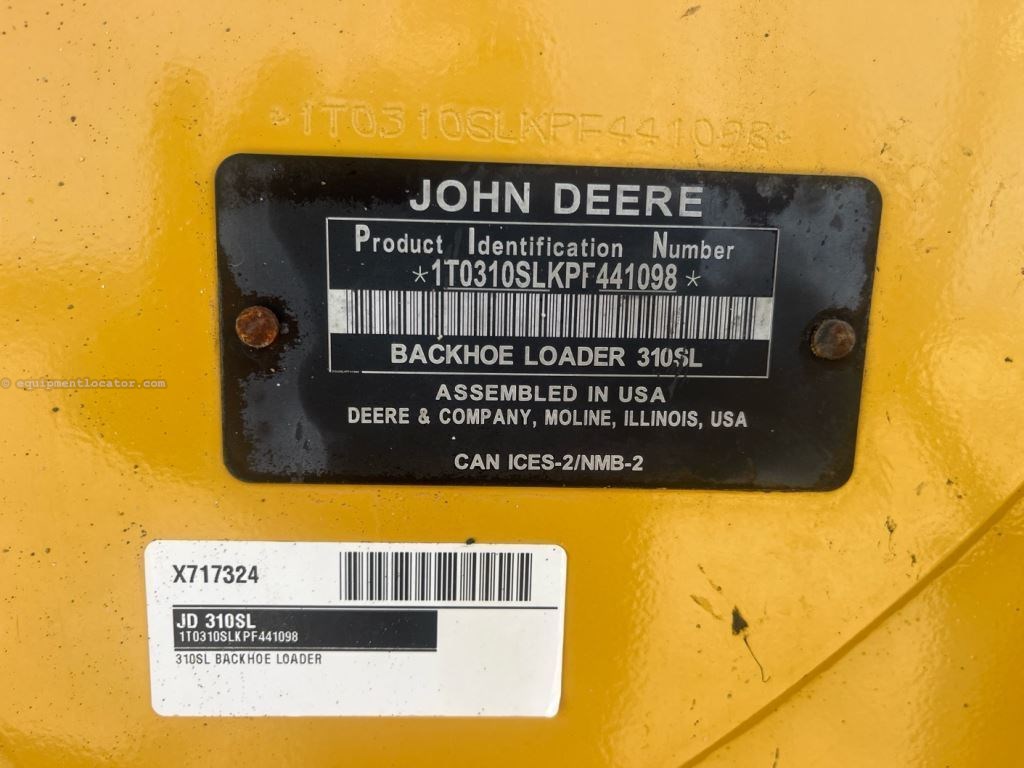 *1T0310SLKPF441098*
JOHN DEERE
Product Identification Number
*1T0310SLKPF441098*
BACKHOE LOADER 310SL
ASSEMBLED IN USA
DEERE & COMPANY, MOLINE, ILLINOIS, USA
CAN ICES-2/NMB-2
© equipmentlocator.com
X717324
JD 310SL
1T0310SLKPF441098
310SL BACKHOE LOADER